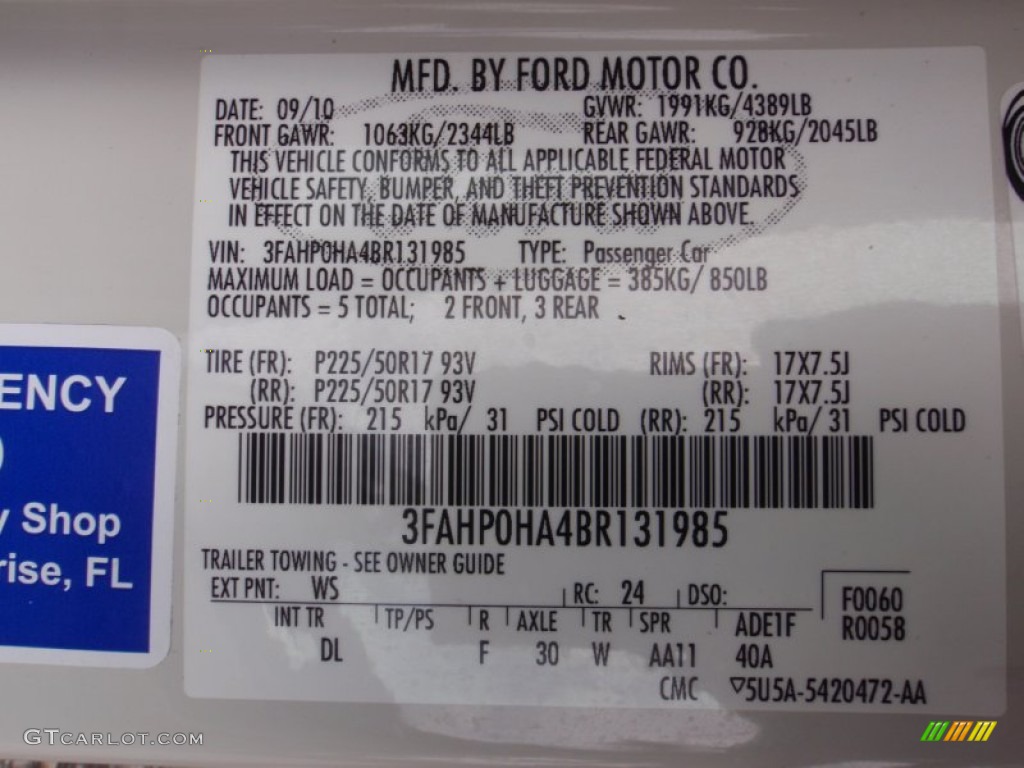 MFD. BY FORD MOTOR CO.
DATE: 09/10 GVWR: 1991KG/4389LB
FRONT GAWR: 1063KG/2344LB REAR GAWR: 928KG/2045LB
THIS VEHICLE CONFORMS TO ALL APPLICABLE FEDERAL MOTOR
VEHICLE SAFETY, BUMPER, AND THEFT PREVENTION STANDARDS
IN EFFECT ON THE DATE OF MANUFACTURE SHOWN ABOVE.
VIN: 3FAHP0HA4BR131985 TYPE: Passenger Car
MAXIMUM LOAD = OCCUPANTS + LUGGAGE = 385KG/ 850LB
OCCUPANTS = 5 TOTAL; 2 FRONT, 3 REAR
TIRE (FR): P225/50R17 93V RIMS (FR): 17X7.5J
(RR): P225/50R17 93V (RR): 17X7.5J
PRESSURE (FR): 215 kPa/ 31 PSI COLD (RR): 215 kPa/ 31 PSI COLD
3FAHP0HA4BR131985
TRAILER TOWING - SEE OWNER GUIDE
EXT PNT: WS RC: 24 DSO: F0060
INT TR TP/PS R AXLE TR SPR ADE1F R0058
DL F 30 W AA11 40A
CMC ▽5U5A-5420472-AA
ENCY
y Shop
rise, FL
GTCARLOT.COM